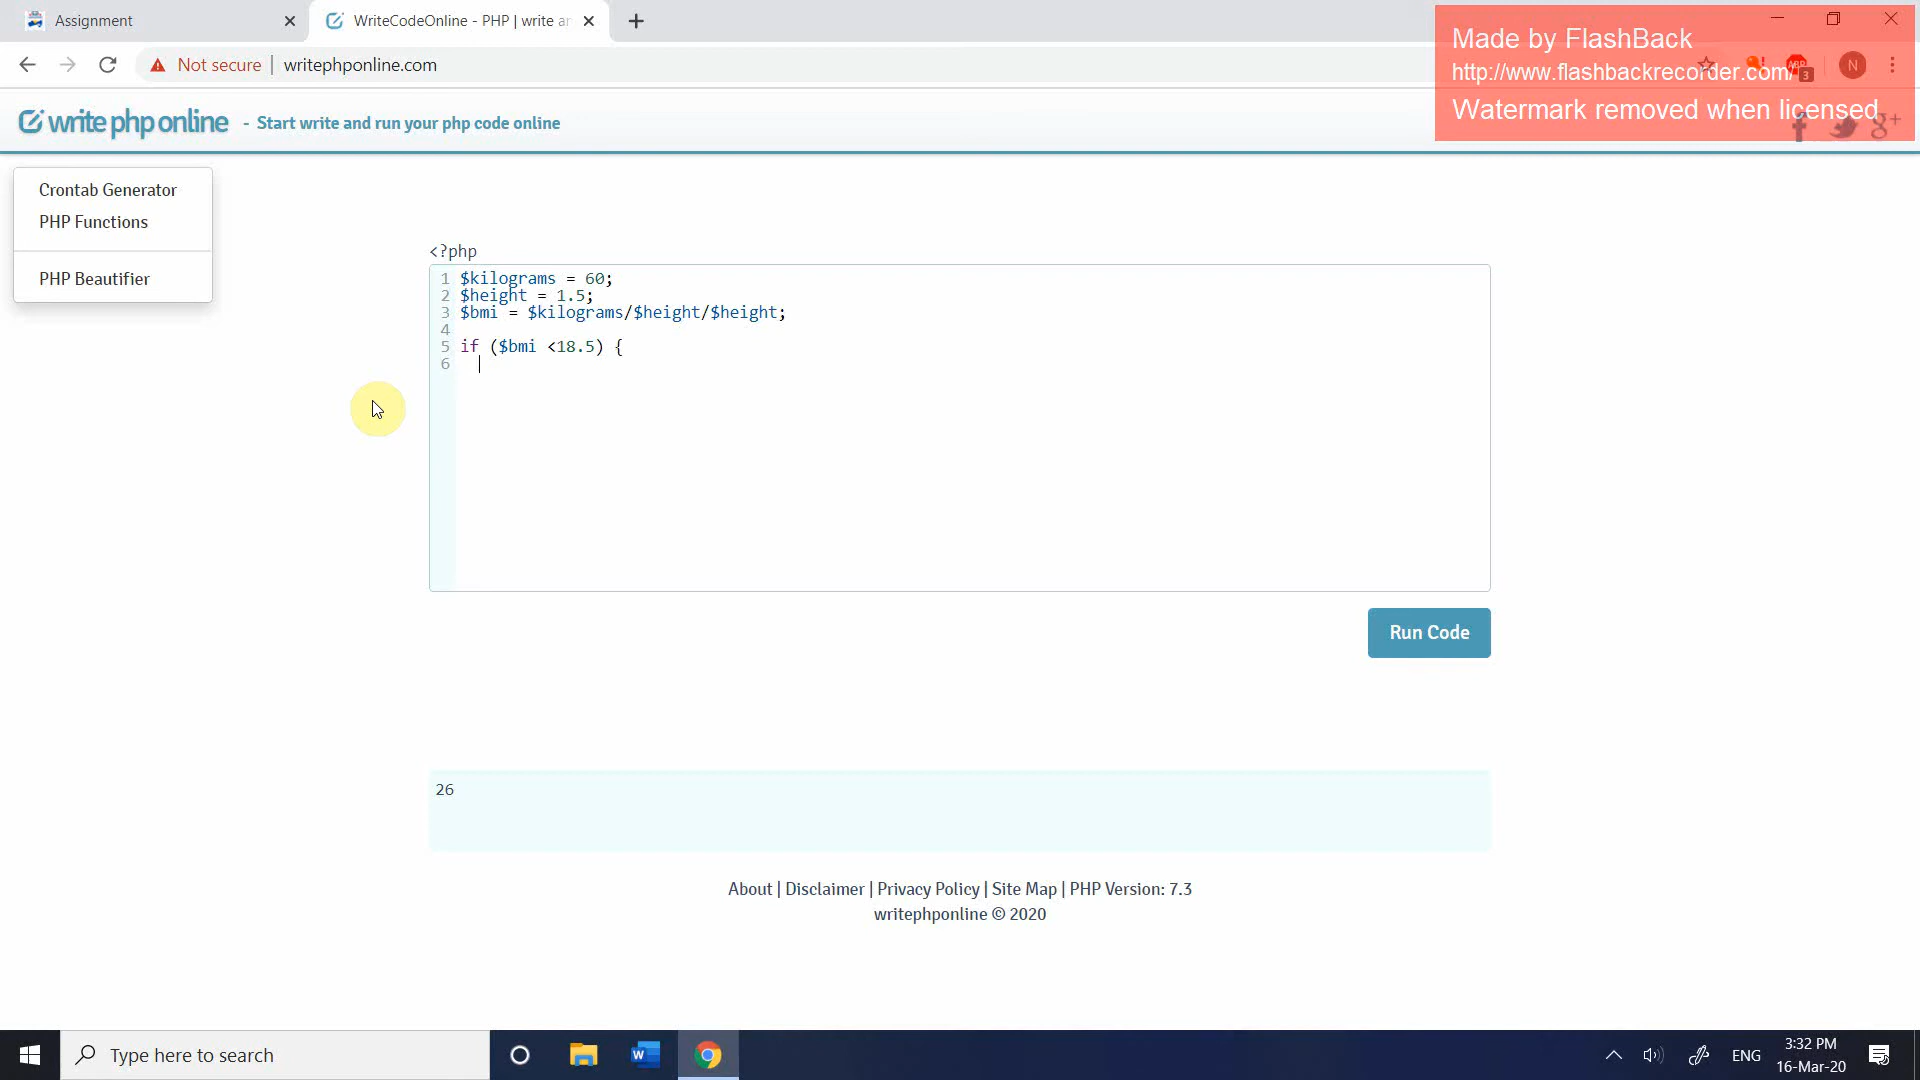 Assignment
WriteCodeOnline - PHP | write an
Made by FlashBack
http://www.flashbackrecorder.com/
Watermark removed when licensed
Not secure | writephponline.com
ABP
3
N
write php online - Start write and run your php code online
Crontab Generator
PHP Functions
PHP Beautifier
<?php
1 $kilograms = 60;
2 $height = 1.5;
3 $bmi = $kilograms/$height/$height;
4
5 if ($bmi <18.5) {
6
Run Code
26
About | Disclaimer | Privacy Policy | Site Map | PHP Version: 7.3
writephponline © 2020
Type here to search
ENG
3:32 PM
16-Mar-20